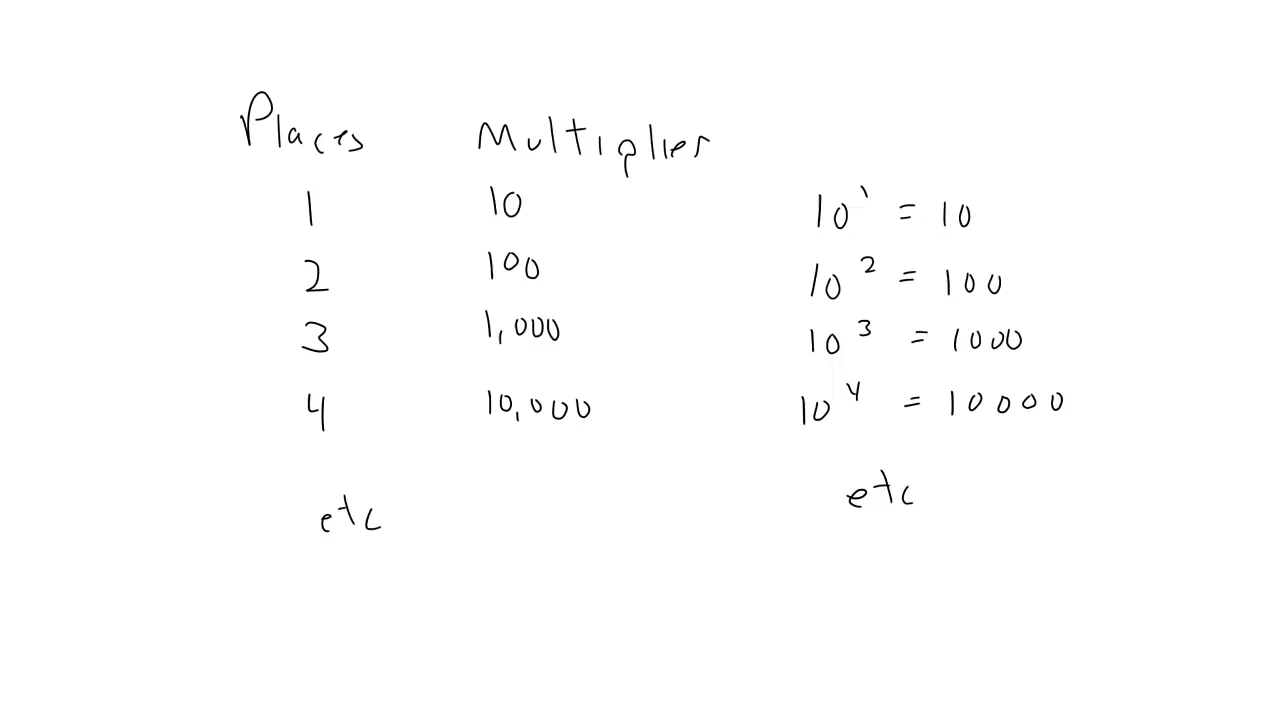 Places Multiplier
1 10 10¹ = 10
2 100 10² = 100
3 1,000 10³ = 1000
4 10,000 10⁴ = 10000
etc etc